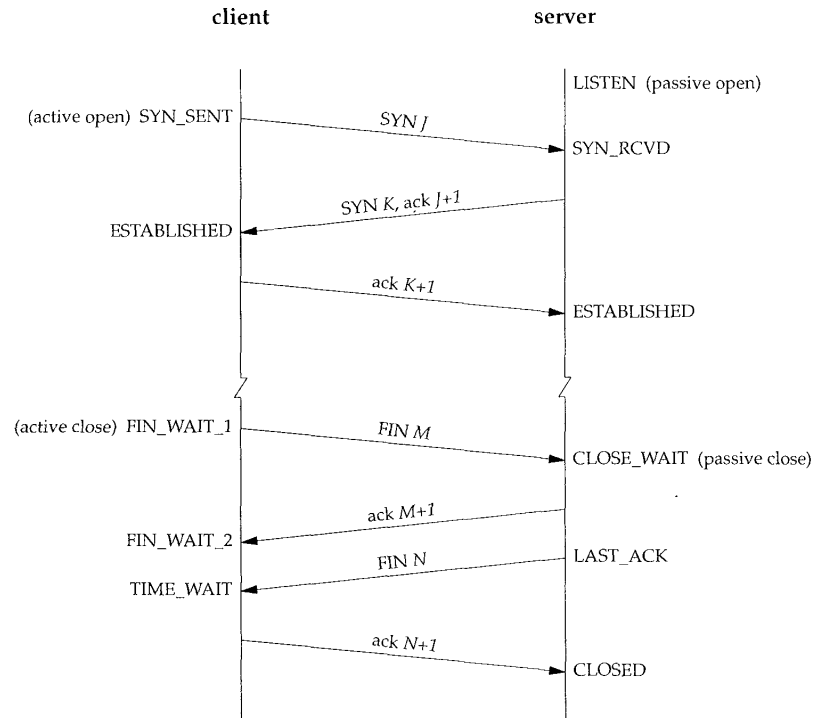 client server
LISTEN (passive open)
(active open) SYN_SENT
SYN J
SYN_RCVD
SYN K, ack J+1
ESTABLISHED
ack K+1
ESTABLISHED
(active close) FIN_WAIT_1
FIN M
CLOSE_WAIT (passive close)
ack M+1
FIN_WAIT_2
FIN N
LAST_ACK
TIME_WAIT
ack N+1
CLOSED